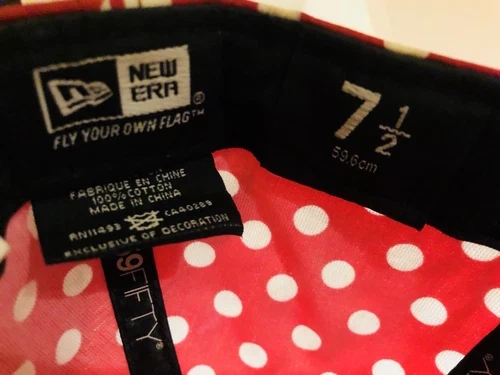 NEW
ERA®
FLY YOUR OWN FLAG™
7 1/2
59.6cm
FABRIQUE EN CHINE
100% COTTON
MADE IN CHINA
RN11493 CA00289
EXCLUSIVE OF DECORATION
9FIFTY